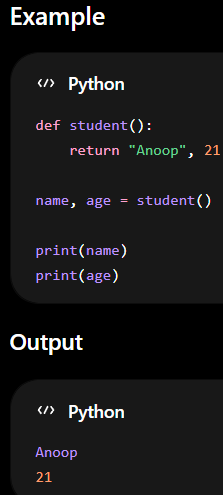 Example
</> Python
def student():
    return "Anoop", 21
name, age = student()
print(name)
print(age)
Output
</> Python
Anoop
21